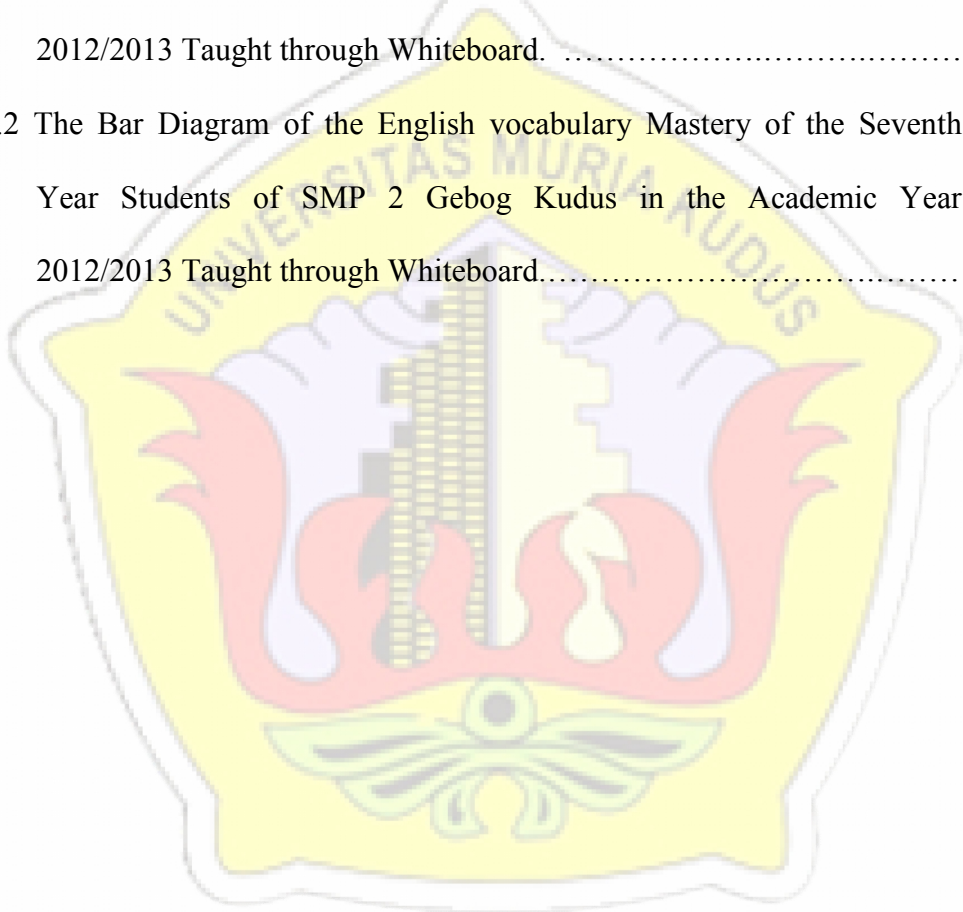 2012/2013 Taught through Whiteboard. ……………….……….………
.2 The Bar Diagram of the English vocabulary Mastery of the Seventh
Year Students of SMP 2 Gebog Kudus in the Academic Year
2012/2013 Taught through Whiteboard.…………………………….………
UNIVERSITAS MURIA KUDUS